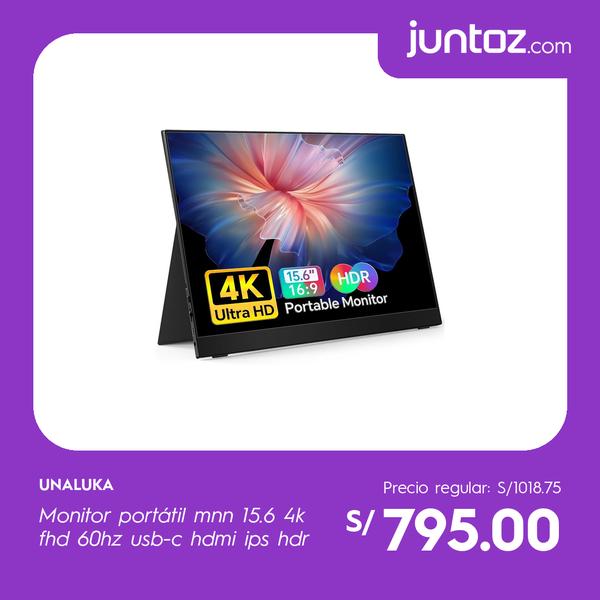 juntoz.com
4K
Ultra HD
15.6"
16:9
HDR
Portable Monitor
UNALUKA
Monitor portátil mnn 15.6 4k
fhd 60hz usb-c hdmi ips hdr
Precio regular: S/1018.75
S/795.00